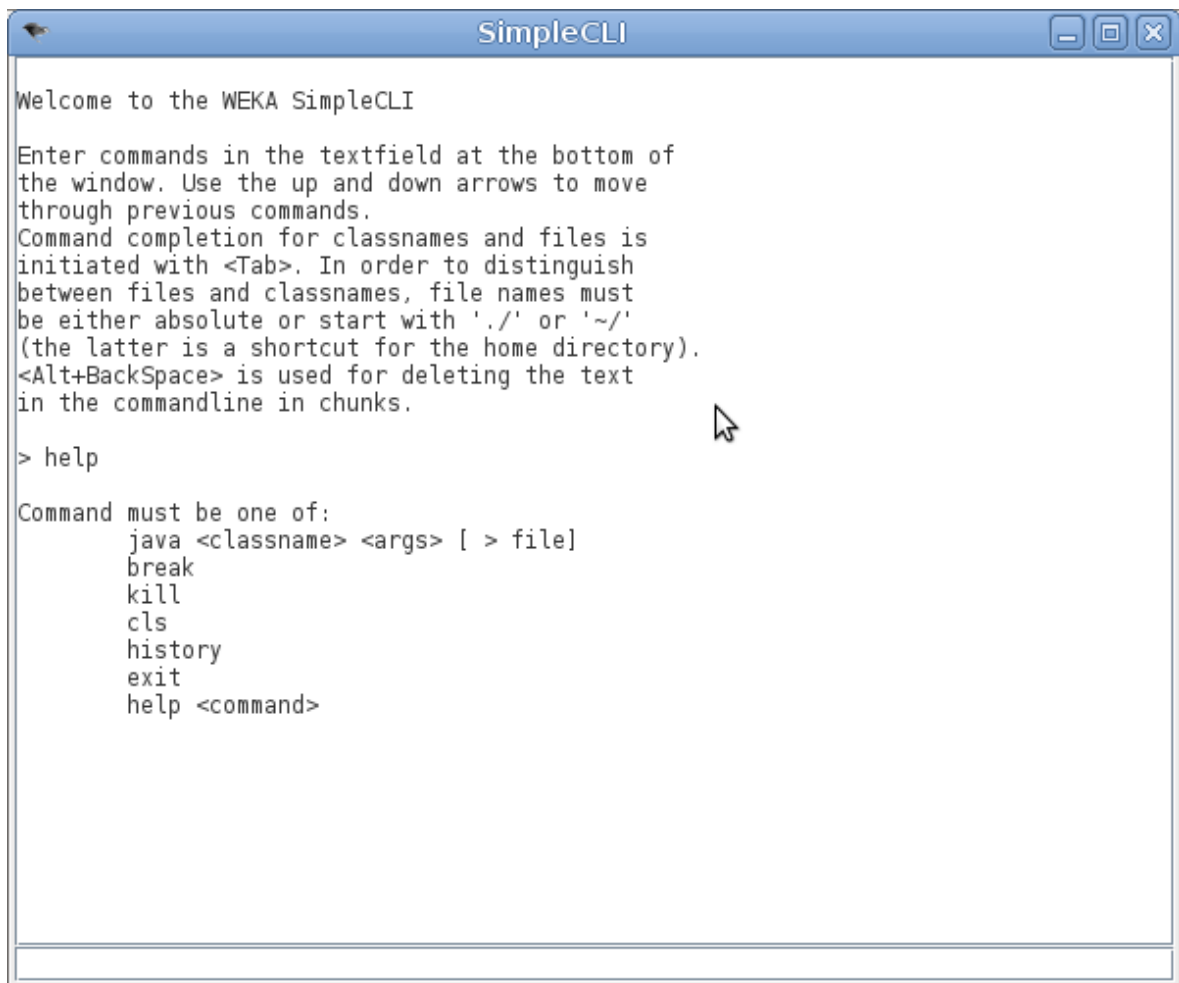 SimpleCLI
Welcome to the WEKA SimpleCLI
Enter commands in the textfield at the bottom of
the window. Use the up and down arrows to move
through previous commands.
Command completion for classnames and files is
initiated with <Tab>. In order to distinguish
between files and classnames, file names must
be either absolute or start with './' or '~/'
(the latter is a shortcut for the home directory).
<Alt+BackSpace> is used for deleting the text
in the commandline in chunks.
> help
Command must be one of:
java <classname> <args> [ > file]
break
kill
cls
history
exit
help <command>